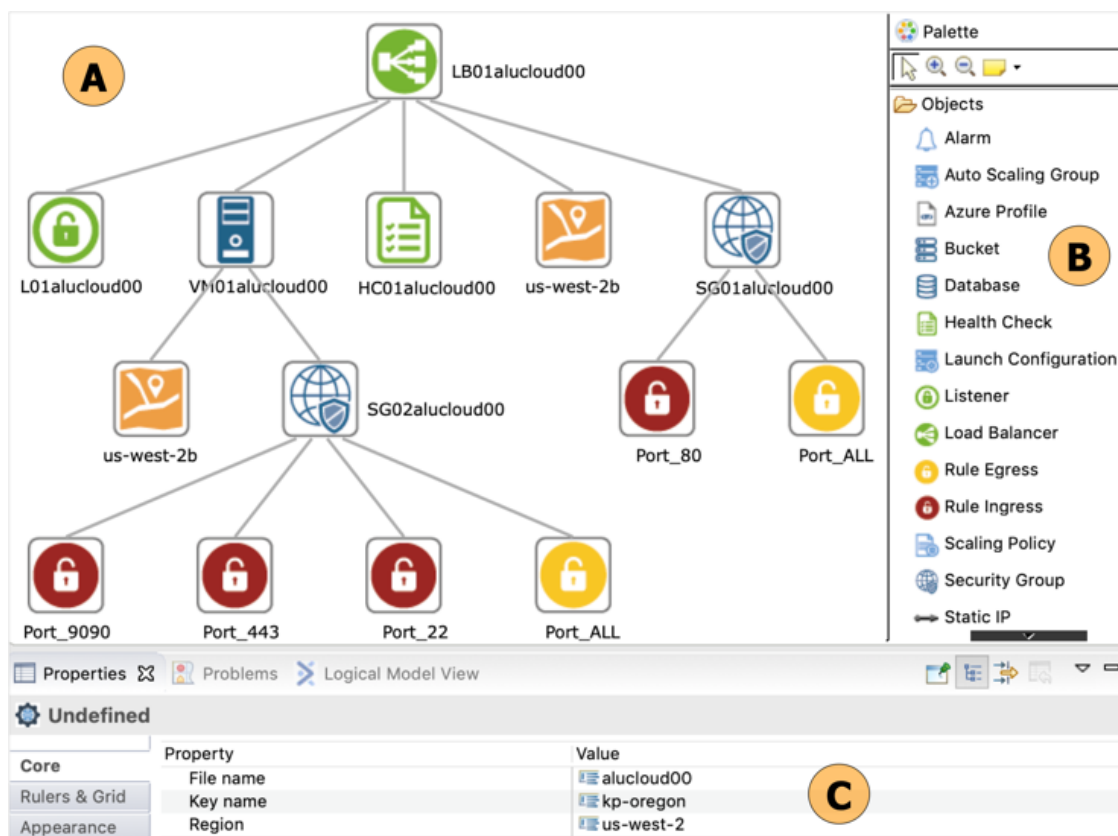 A
LB01alucloud00
L01alucloud00
VM01alucloud00
HC01alucloud00
us-west-2b
SG01alucloud00
us-west-2b
SG02alucloud00
Port_80
Port_ALL
Port_9090
Port_443
Port_22
Port_ALL
Palette
Objects
Alarm
Auto Scaling Group
Azure Profile
Bucket
B
Database
Health Check
Launch Configuration
Listener
Load Balancer
Rule Egress
Rule Ingress
Scaling Policy
Security Group
Static IP
Properties
Problems
Logical Model View
Undefined
Core
Rulers & Grid
Appearance
Property Value
File name alucloud00
Key name kp-oregon
Region us-west-2
C